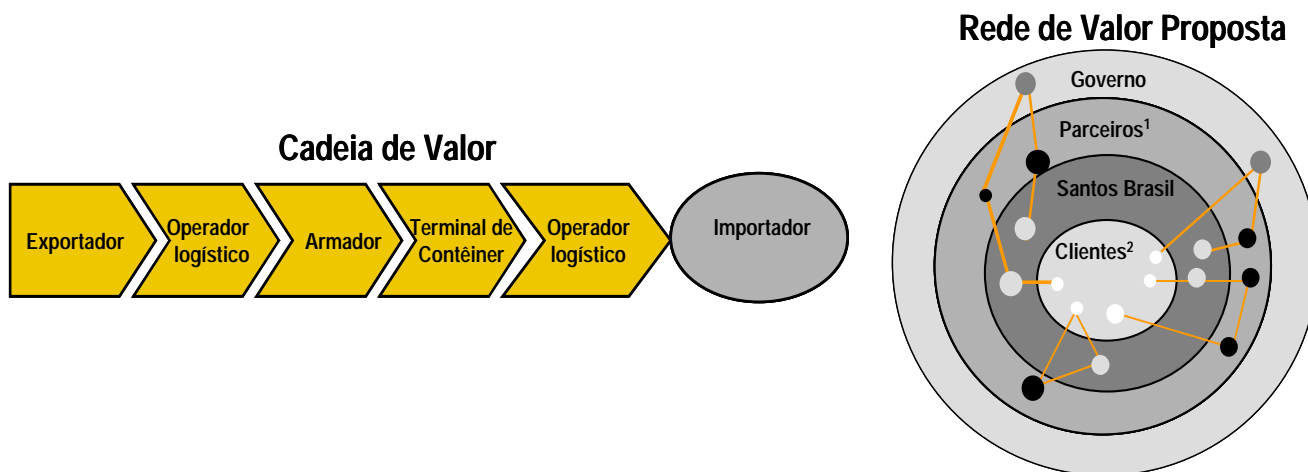 Rede de Valor Proposta
Governo
Parceiros¹
Santos Brasil
Clientes²
Cadeia de Valor
Exportador
Operador
logístico
Armador
Terminal de
Contêiner
Operador
logístico
Importador